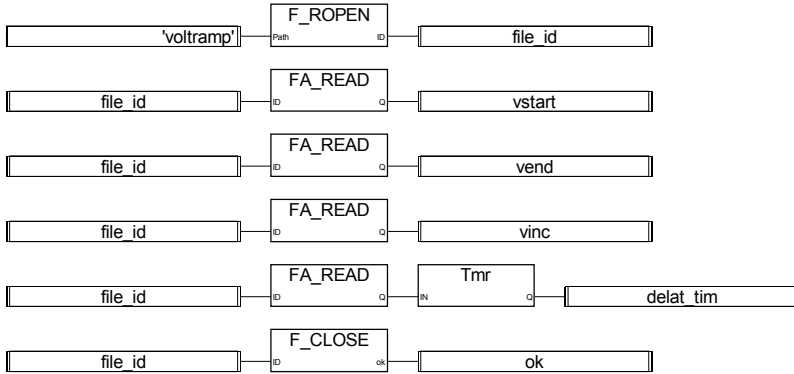 F_ROPEN
'voltramp' Path ID file_id
FA_READ
file_id ID Q vstart
FA_READ
file_id ID Q vend
FA_READ
file_id ID Q vinc
FA_READ Tmr
file_id ID Q IN Q delat_tim
F_CLOSE
file_id ID ok ok